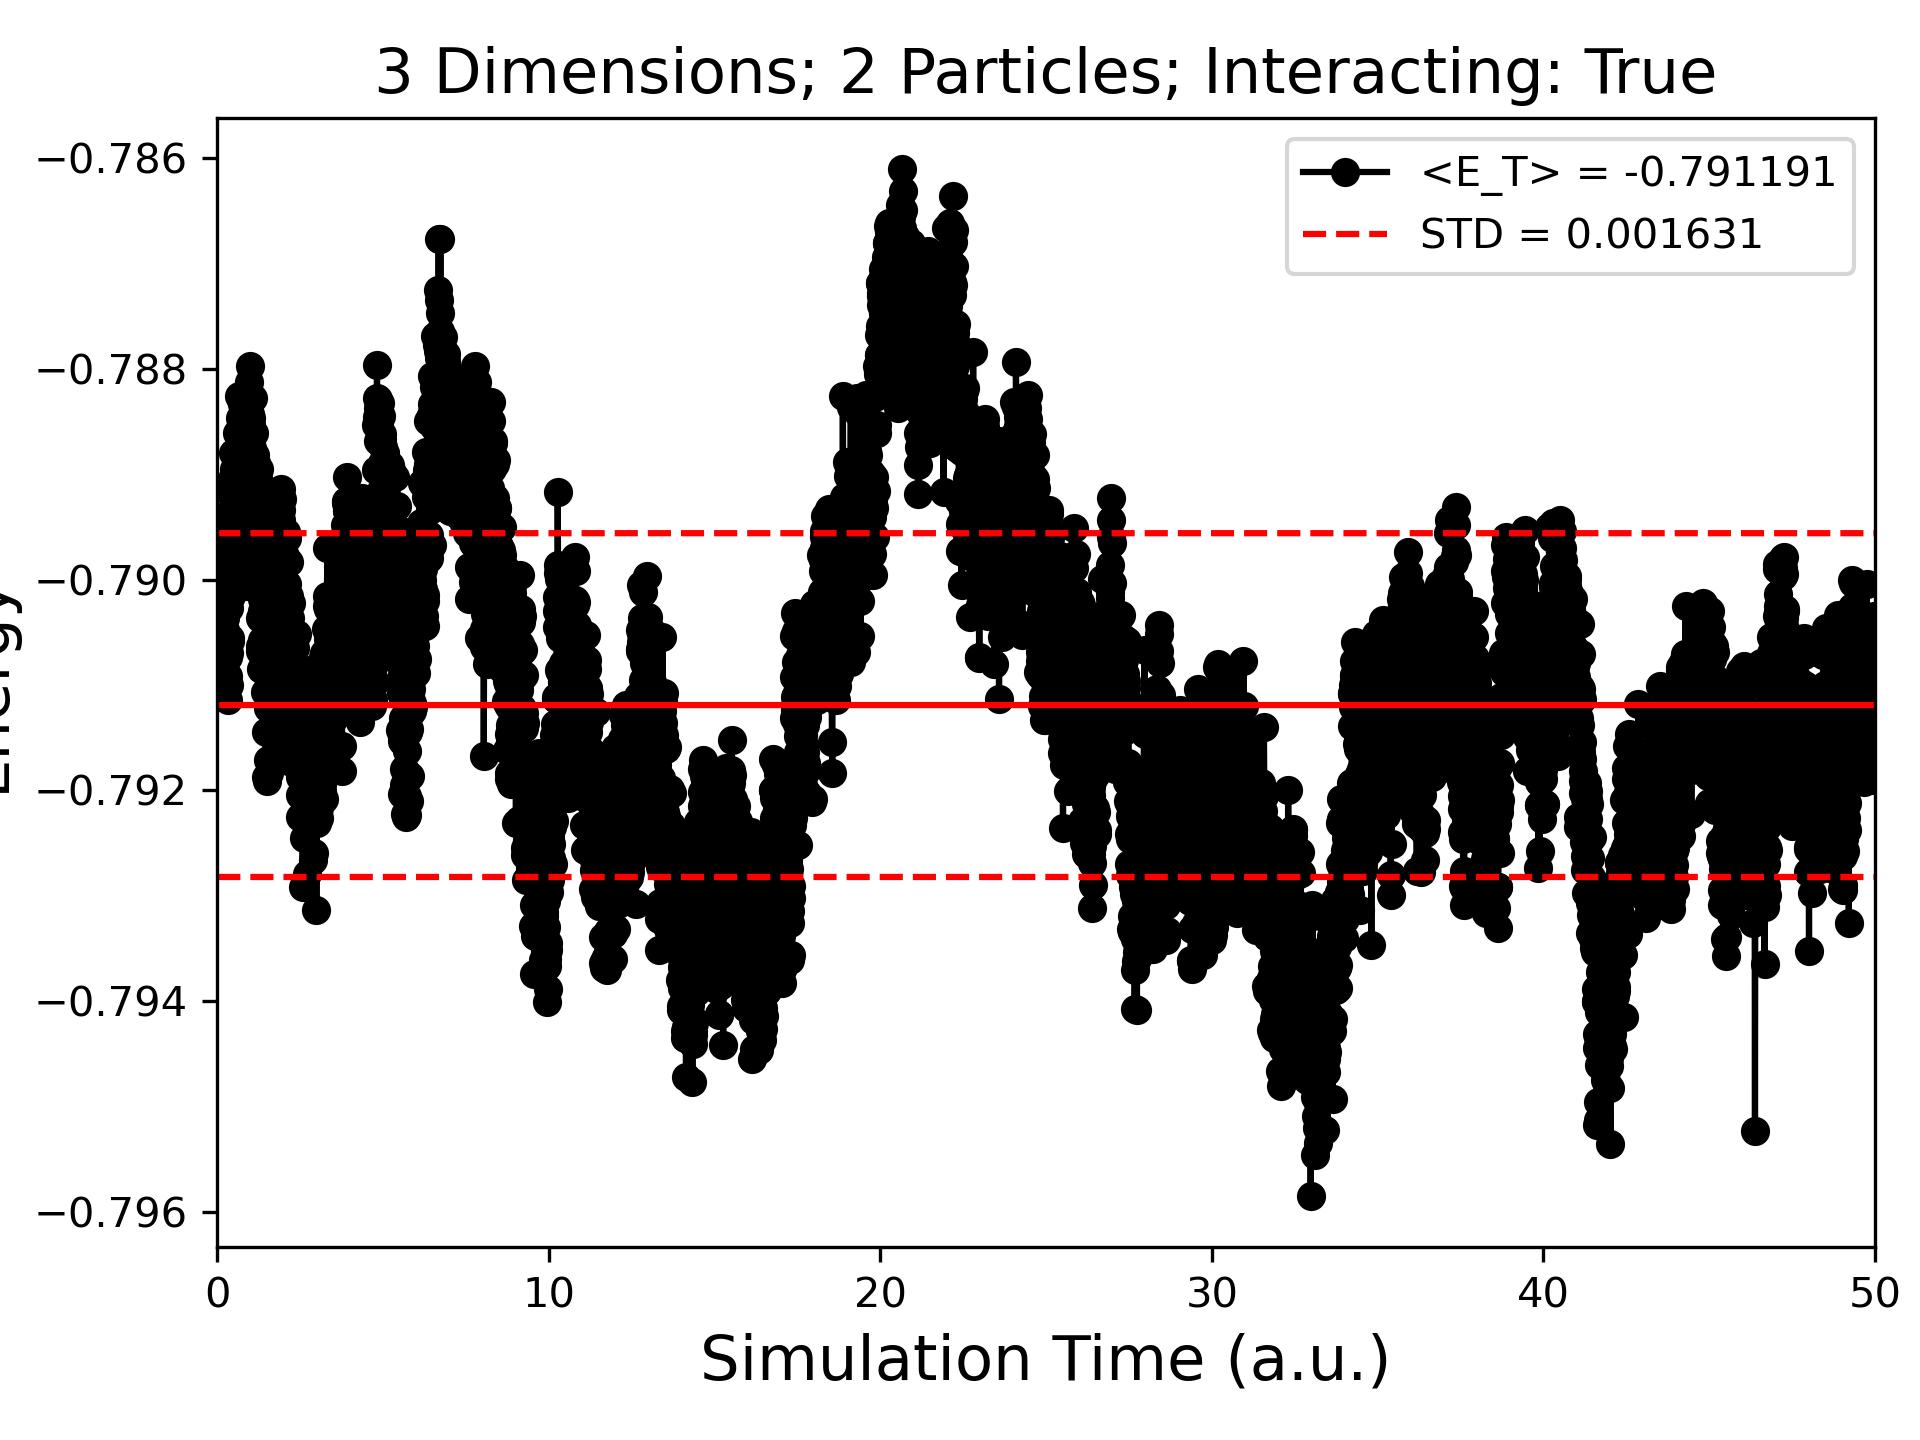 3 Dimensions; 2 Particles; Interacting: True
<E_T> = -0.791191
STD = 0.001631
−0.786
−0.788
−0.790
−0.792
−0.794
−0.796
Energy
0 10 20 30 40 50
Simulation Time (a.u.)